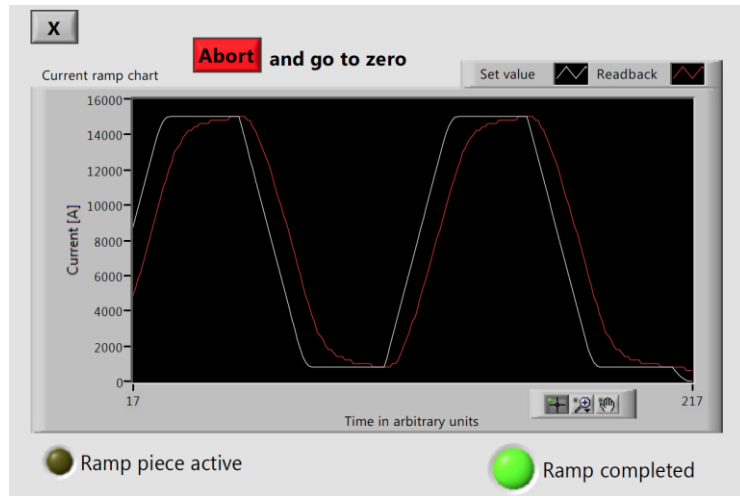 X
Abort and go to zero
Current ramp chart
Set value Readback
Current [A]
16000
14000
12000
10000
8000
6000
4000
2000
0
17 217
Time in arbitrary units
Ramp piece active
Ramp completed